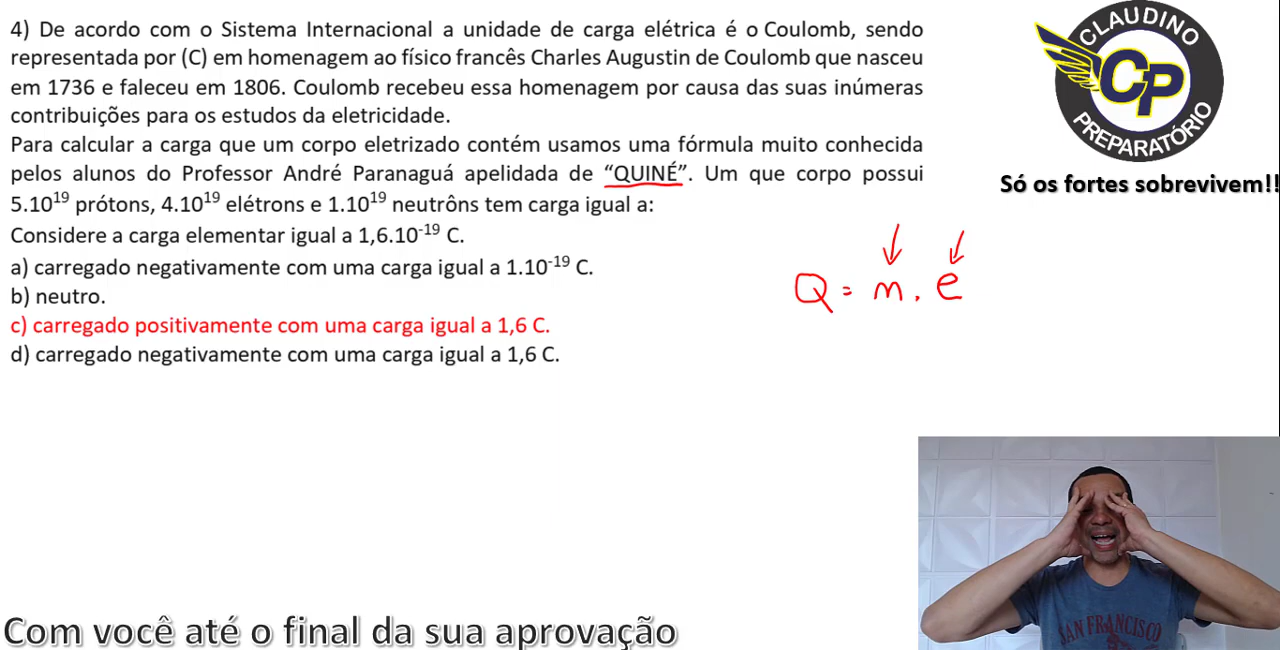 4) De acordo com o Sistema Internacional a unidade de carga elétrica é o Coulomb, sendo
representada por (C) em homenagem ao físico francês Charles Augustin de Coulomb que nasceu
em 1736 e faleceu em 1806. Coulomb recebeu essa homenagem por causa das suas inúmeras
contribuições para os estudos da eletricidade.
Para calcular a carga que um corpo eletrizado contém usamos uma fórmula muito conhecida
pelos alunos do Professor André Paranaguá apelidada de “QUINÉ”. Um que corpo possui
5.10¹⁹ prótons, 4.10¹⁹ elétrons e 1.10¹⁹ neutrôns tem carga igual a:
Considere a carga elementar igual a 1,6.10⁻¹⁹ C.
a) carregado negativamente com uma carga igual a 1.10⁻¹⁹ C.
b) neutro.
c) carregado positivamente com uma carga igual a 1,6 C.
d) carregado negativamente com uma carga igual a 1,6 C.
CLAUDINO
CP
PREPARATÓRIO
Só os fortes sobrevivem!!
Q = n . e
SAN FRANCISCO
Com você até o final da sua aprovação